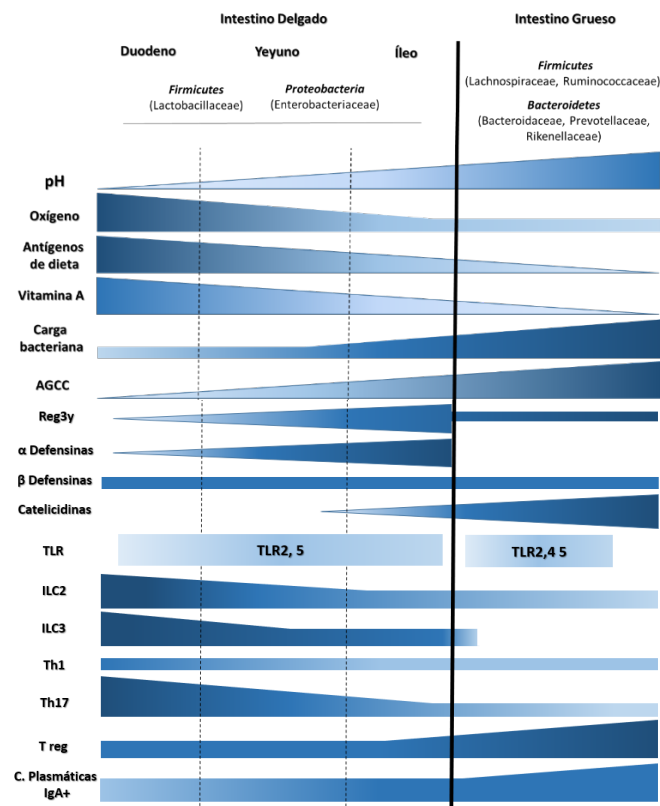 Intestino Delgado
Intestino Grueso
Duodeno
Yeyuno
Íleo
Firmicutes
(Lactobacillaceae)
Proteobacteria
(Enterobacteriaceae)
Firmicutes
(Lachnospiraceae, Ruminococcaceae)
Bacteroidetes
(Bacteroidaceae, Prevotellaceae,
Rikenellaceae)
pH
Oxígeno
Antígenos
de dieta
Vitamina A
Carga
bacteriana
AGCC
Reg3y
α Defensinas
β Defensinas
Catelicidinas
TLR
TLR2, 5
TLR2,4 5
ILC2
ILC3
Th1
Th17
T reg
C. Plasmáticas
IgA+